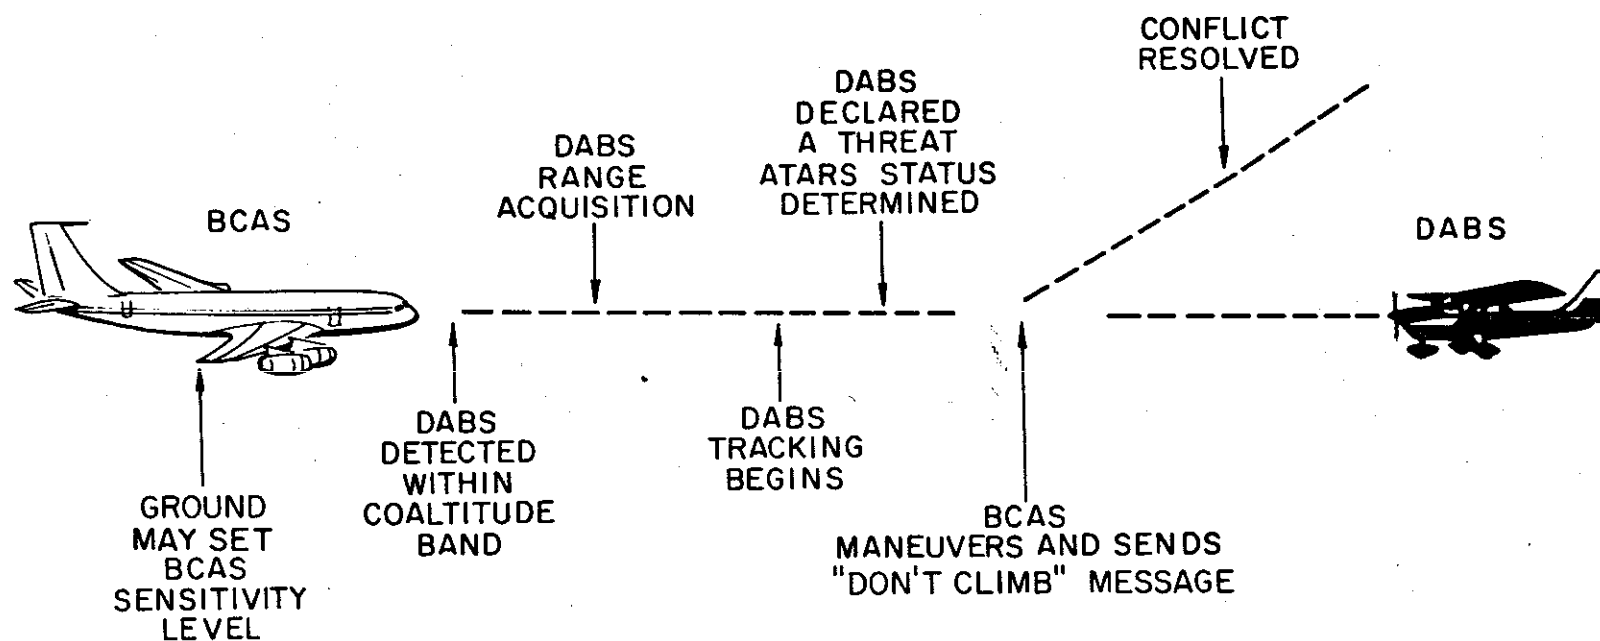 CONFLICT
RESOLVED
DABS
DECLARED
A THREAT
ATARS STATUS
DETERMINED
DABS
RANGE
ACQUISITION
BCAS
DABS
DABS
DETECTED
WITHIN
COALTITUDE
BAND
DABS
TRACKING
BEGINS
GROUND
MAY SET
BCAS
SENSITIVITY
LEVEL
BCAS
MANEUVERS AND SENDS
"DON'T CLIMB" MESSAGE